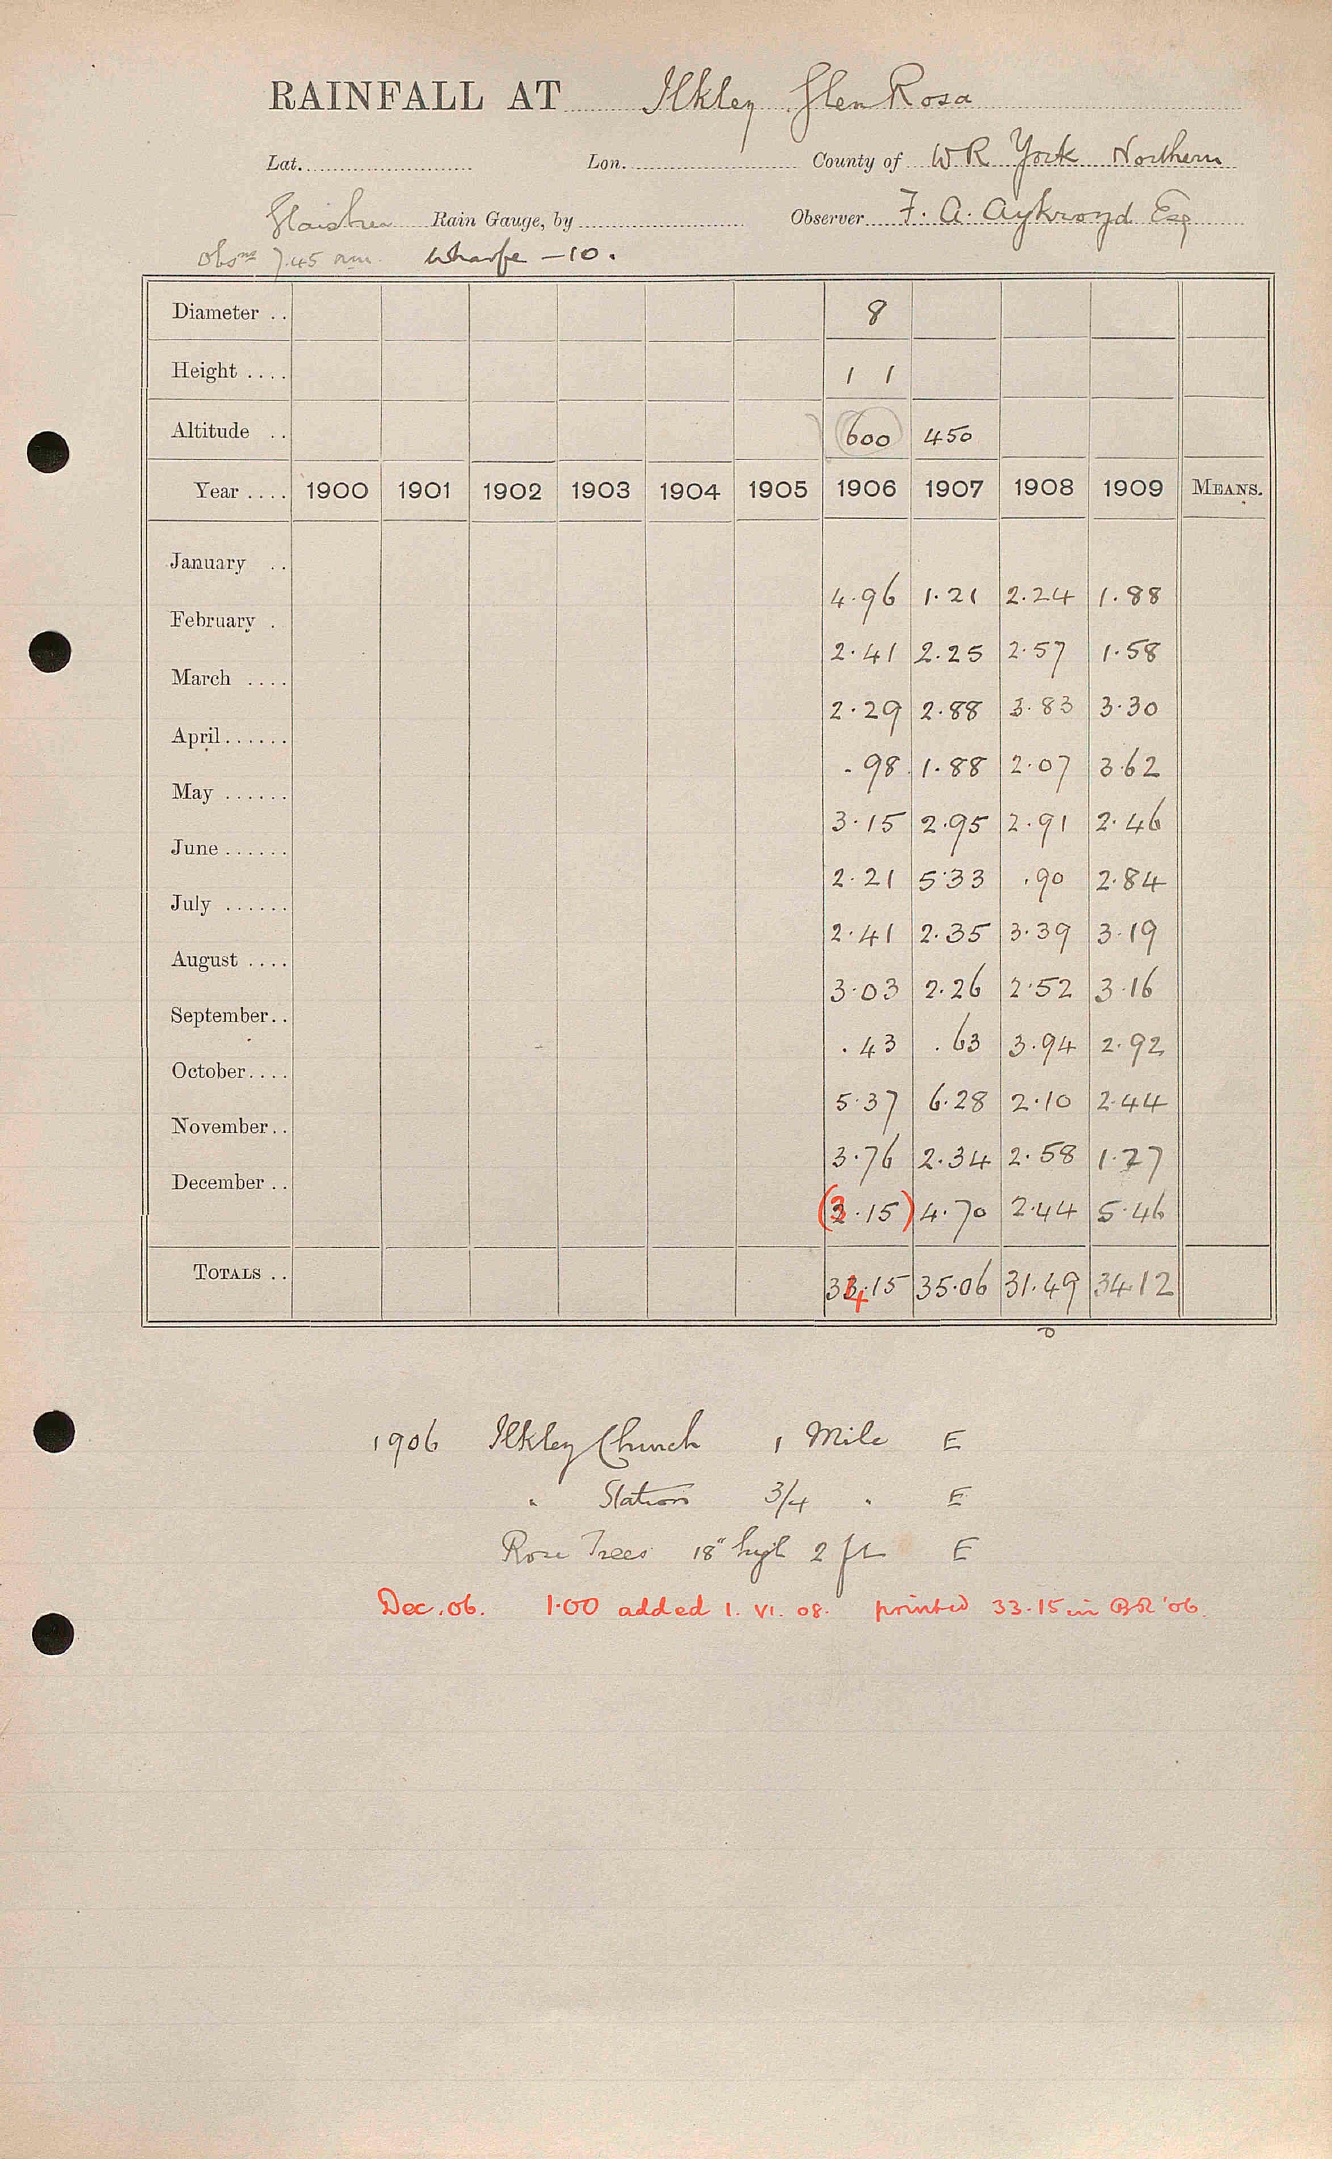 RAINFALL AT Ilkley Glen Rosa
Lat. Lon. County of W R York Northern
Glaisher Rain Gauge, by Observer F. A. Aykroyd Esq
Obsns 7.45 am. Wharfe – 10.
Diameter .. 8
Height .... 1 1
Altitude .. 600 450
Year .... 1900 1901 1902 1903 1904 1905 1906 1907 1908 1909 MEANS.
January .. 4.96 1.21 2.24 1.88
February . 2.41 2.25 2.57 1.58
March .... 2.29 2.88 3.83 3.30
April...... .98 1.88 2.07 3.62
May ...... 3.15 2.95 2.91 2.46
June ...... 2.21 5.33 .90 2.84
July ...... 2.41 2.35 3.39 3.19
August .... 3.03 2.26 2.52 3.16
September.. .43 .63 3.94 2.92
October.... 5.37 6.28 2.10 2.44
November.. 3.76 2.34 2.58 1.27
December .. (3.15) 4.70 2.44 5.46
TOTALS .. 34.15 35.06 31.49 34.12
1906 Ilkley Church 1 Mile E
" Station 3/4 " E
Rose Trees 18" high 2 ft E
Dec. 06. 1.00 added 1. VI. 08. printed 33.15 in BR '06.